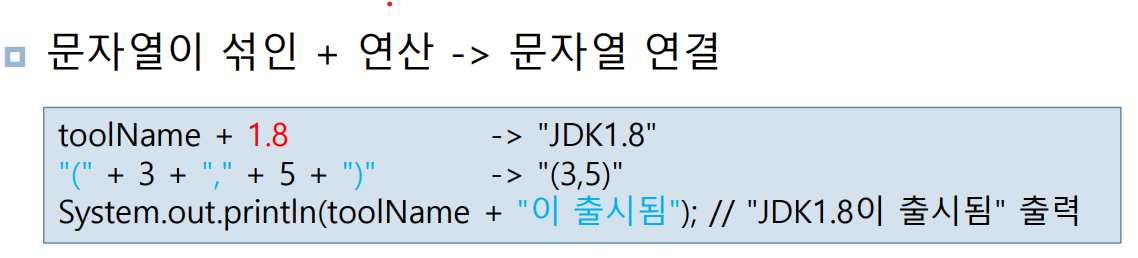 문자열이 섞인 + 연산 -> 문자열 연결
toolName + 1.8 -> "JDK1.8"
"(" + 3 + "," + 5 + ")" -> "(3,5)"
System.out.println(toolName + "이 출시됨"); // "JDK1.8이 출시됨" 출력